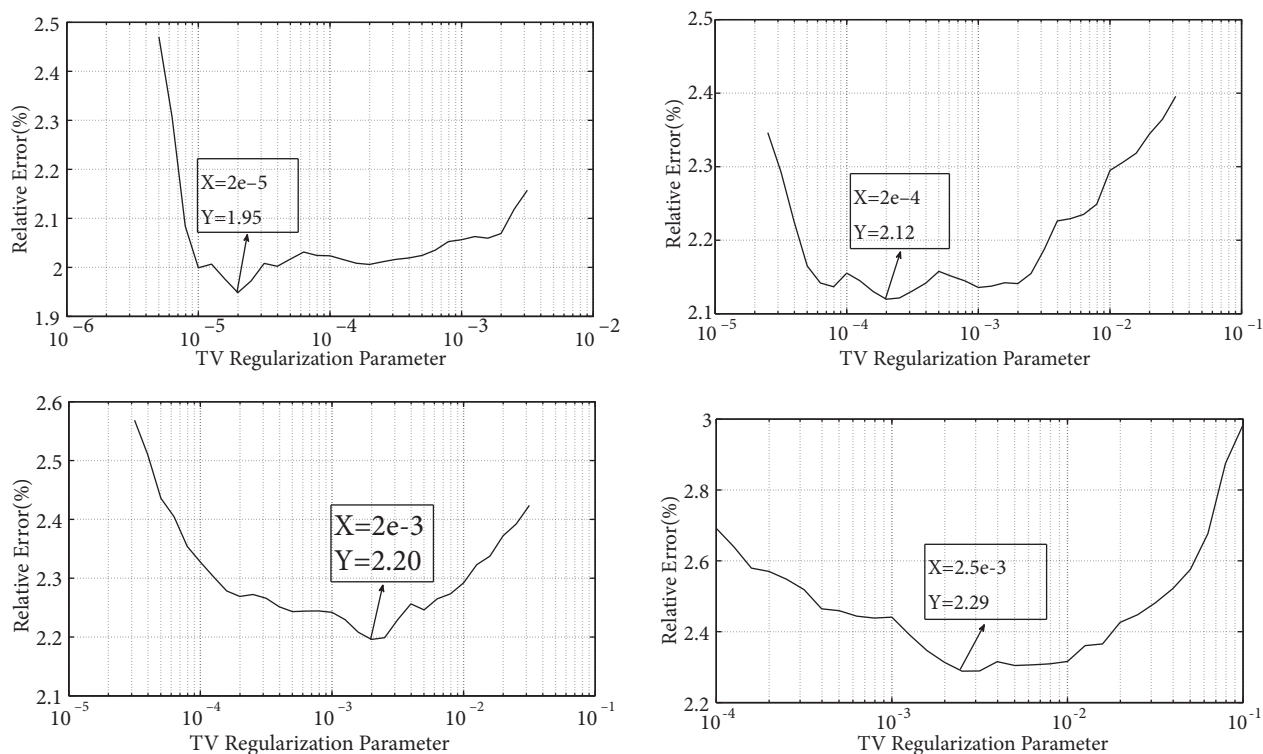 2.5
2.4
2.3
2.2
2.1
2
1.9
Relative Error(%)
X=2e–5
Y=1.95
10⁻⁶ 10⁻⁵ 10⁻⁴ 10⁻³ 10⁻²
TV Regularization Parameter
2.5
2.4
2.3
2.2
2.1
Relative Error(%)
X=2e–4
Y=2.12
10⁻⁵ 10⁻⁴ 10⁻³ 10⁻² 10⁻¹
TV Regularization Parameter
2.6
2.5
2.4
2.3
2.2
2.1
Relative Error(%)
X=2e-3
Y=2.20
10⁻⁵ 10⁻⁴ 10⁻³ 10⁻² 10⁻¹
TV Regularization Parameter
3
2.8
2.6
2.4
2.2
Relative Error(%)
X=2.5e-3
Y=2.29
10⁻⁴ 10⁻³ 10⁻² 10⁻¹
TV Regularization Parameter